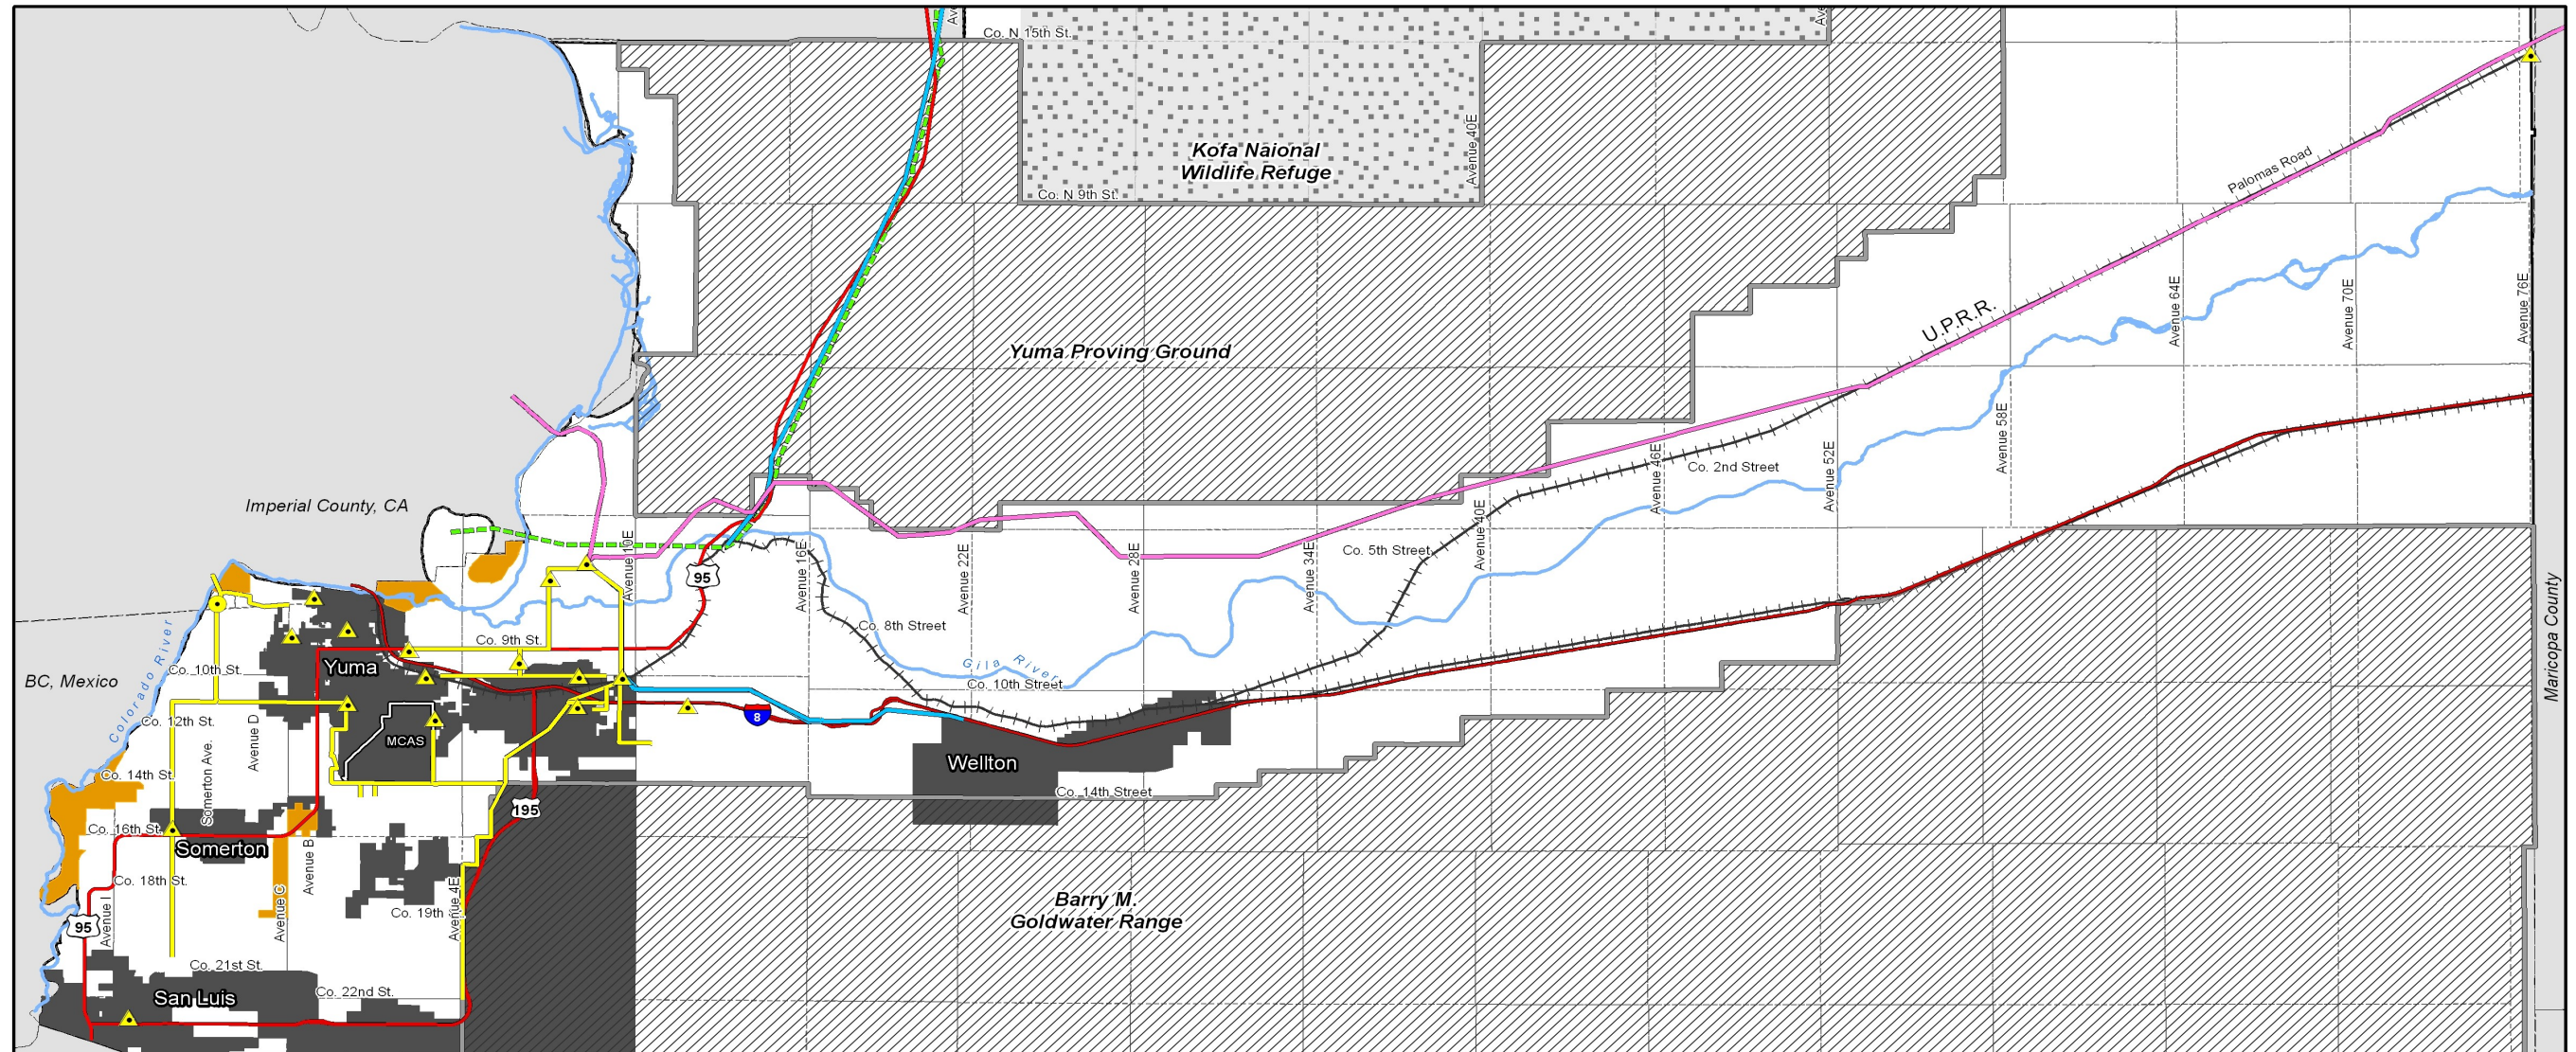 Co. N 15th St.
Kofa Naional
Wildlife Refuge
Avenue 40E
Co. N 9th St.
Palomas Road
U.P.R.R.
Avenue 64E
Avenue 70E
Avenue 76E
Yuma Proving Ground
Avenue 58E
Avenue 46E
Co. 2nd Street
Avenue 52E
Imperial County, CA
Avenue 10E
Avenue 16E
Avenue 22E
Avenue 28E
Avenue 34E
Co. 5th Street
Avenue 40E
95
Co. 8th Street
Co. 9th St.
Gila River
Co. 10th Street
Maricopa County
BC, Mexico
Colorado River
Co. 10th St.
Yuma
Co. 12th St.
Somerton Ave.
Avenue D
MCAS
8
Wellton
Co. 14th St.
Co. 14th Street
195
Co. 16th St.
Somerton
Avenue B
Co. 18th St.
Avenue I
Avenue C
Co. 19th
Avenue 4E
95
Barry M.
Goldwater Range
Co. 21st St.
San Luis
Co. 22nd St.